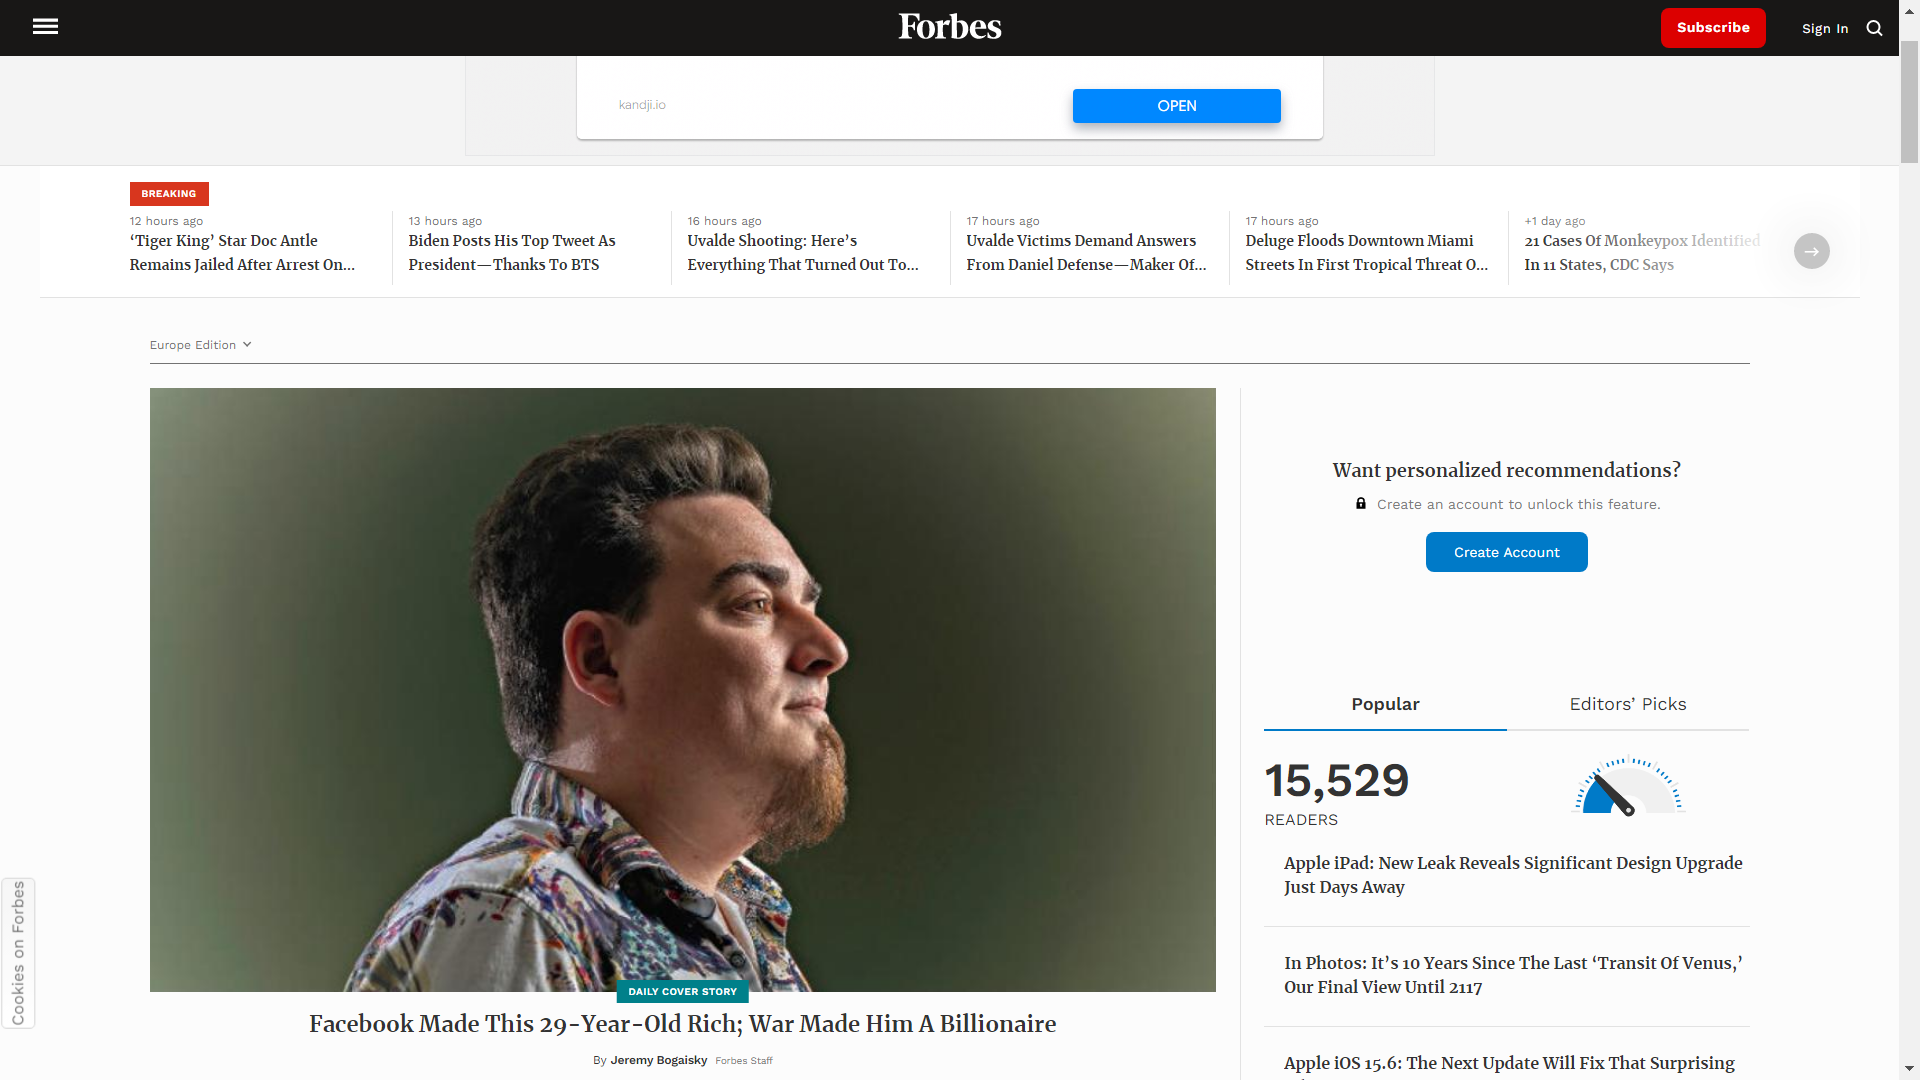 Forbes
Subscribe
Sign In
kandji.io
OPEN
BREAKING
12 hours ago
‘Tiger King’ Star Doc Antle
Remains Jailed After Arrest On...
13 hours ago
Biden Posts His Top Tweet As
President—Thanks To BTS
16 hours ago
Uvalde Shooting: Here’s
Everything That Turned Out To...
17 hours ago
Uvalde Victims Demand Answers
From Daniel Defense—Maker Of...
17 hours ago
Deluge Floods Downtown Miami
Streets In First Tropical Threat O...
+1 day ago
21 Cases Of Monkeypox Identified
In 11 States, CDC Says
Europe Edition
DAILY COVER STORY
Facebook Made This 29-Year-Old Rich; War Made Him A Billionaire
By Jeremy Bogaisky Forbes Staff
Want personalized recommendations?
Create an account to unlock this feature.
Create Account
Popular
Editors’ Picks
15,529
READERS
Apple iPad: New Leak Reveals Significant Design Upgrade
Just Days Away
In Photos: It’s 10 Years Since The Last ‘Transit Of Venus,’
Our Final View Until 2117
Apple iOS 15.6: The Next Update Will Fix That Surprising
Cookies on Forbes